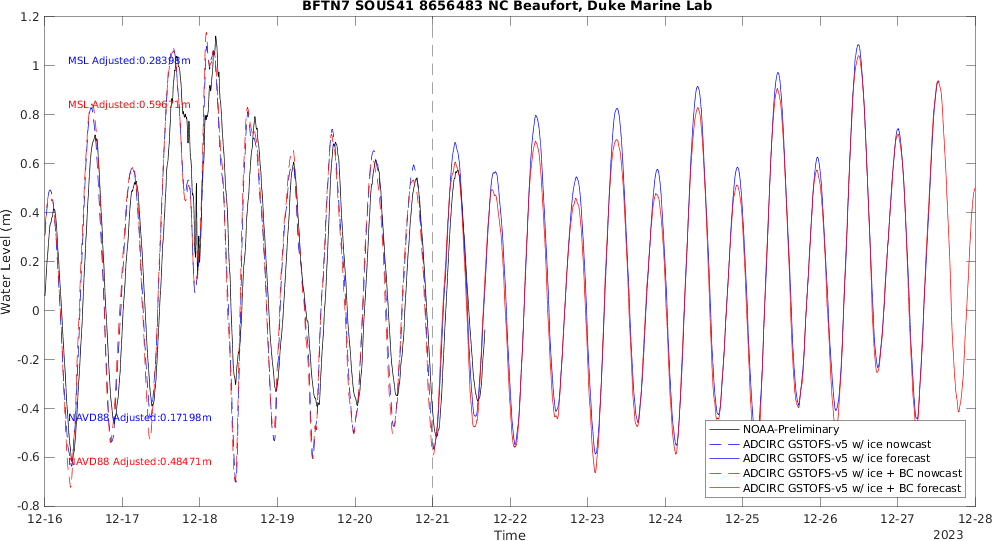 BFTN7 SOUS41 8656483 NC Beaufort, Duke Marine Lab
1.2
1
0.8
0.6
0.4
0.2
0
-0.2
-0.4
-0.6
-0.8
Water Level (m)
MSL Adjusted:0.28398m
MSL Adjusted:0.59671m
NAVD88 Adjusted:0.17198m
NAVD88 Adjusted:0.48471m
NOAA-Preliminary
ADCIRC GSTOFS-v5 w/ ice nowcast
ADCIRC GSTOFS-v5 w/ ice forecast
ADCIRC GSTOFS-v5 w/ ice + BC nowcast
ADCIRC GSTOFS-v5 w/ ice + BC forecast
12-16 12-17 12-18 12-19 12-20 12-21 12-22 12-23 12-24 12-25 12-26 12-27 12-28
Time
2023